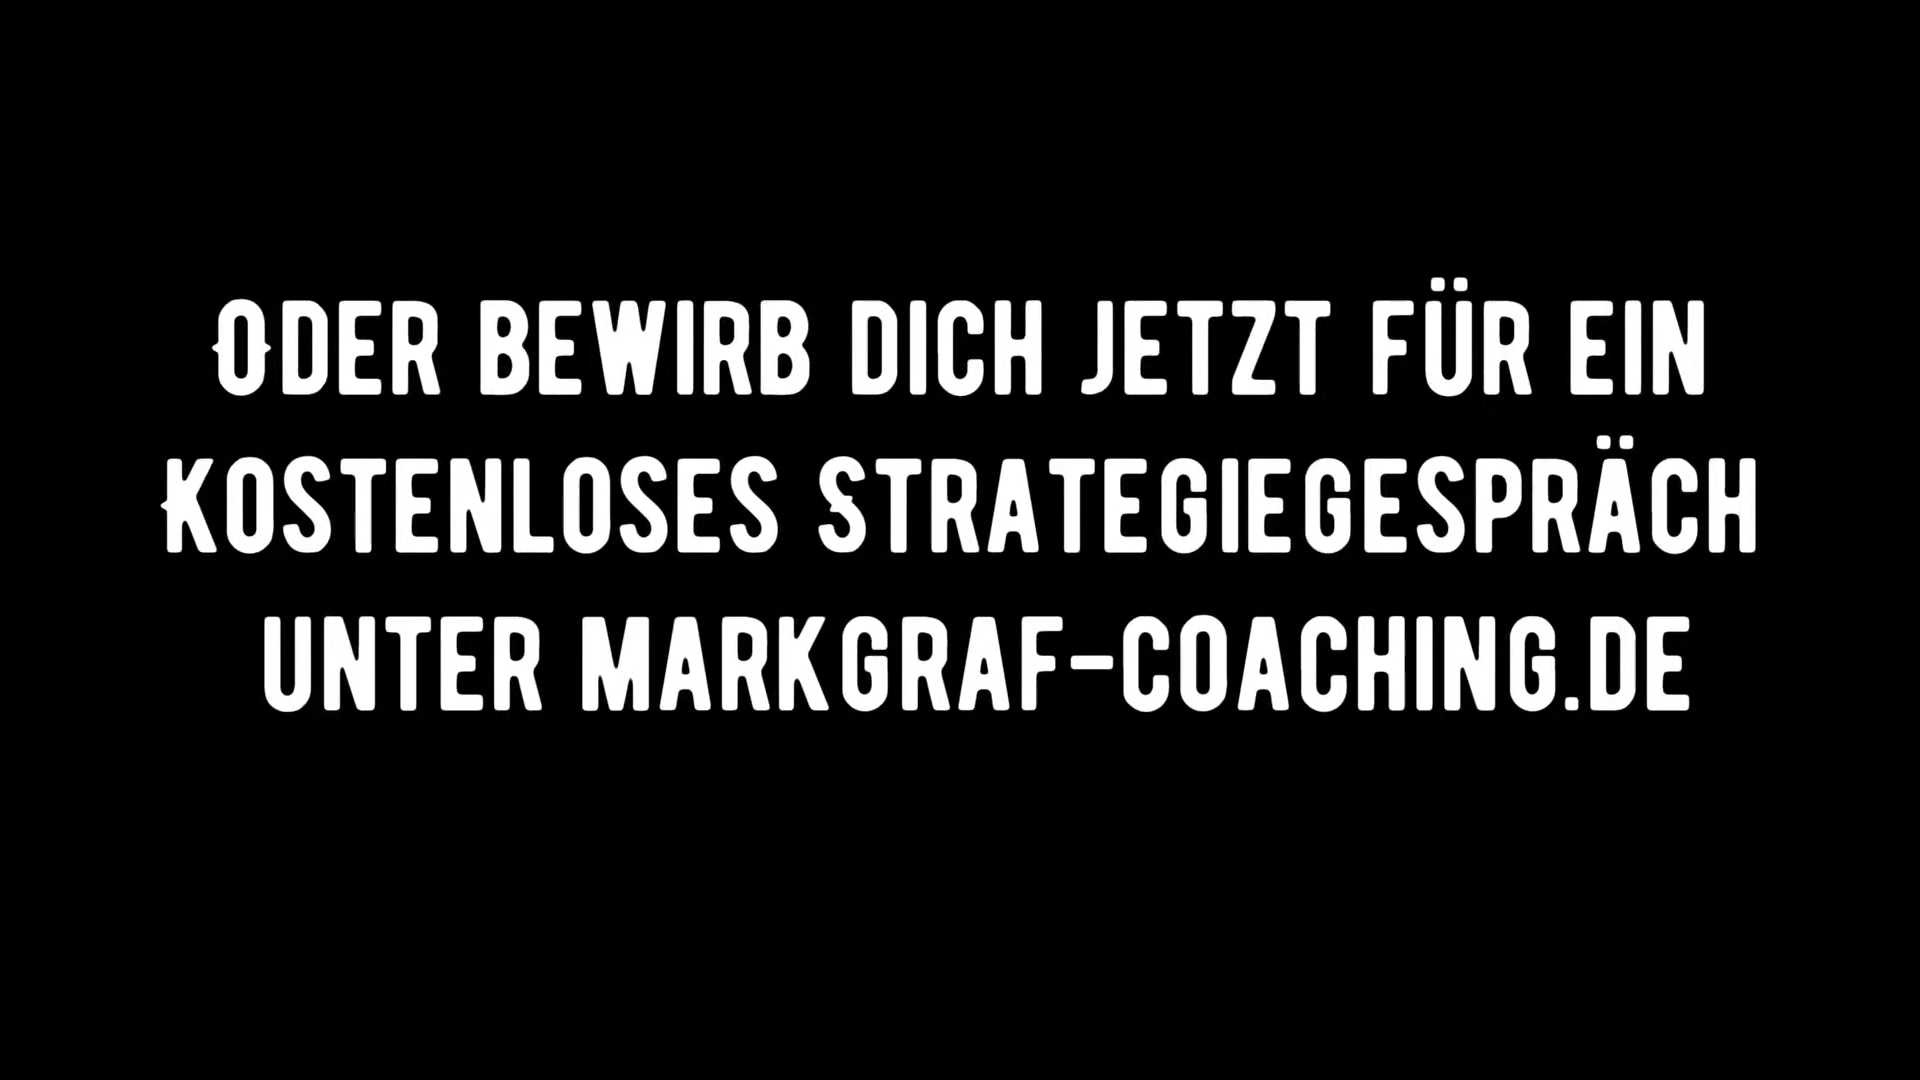 Oder bewirb dich jetzt für ein
Kostenloses Strategiegespräch
unter markgraf-coaching.de